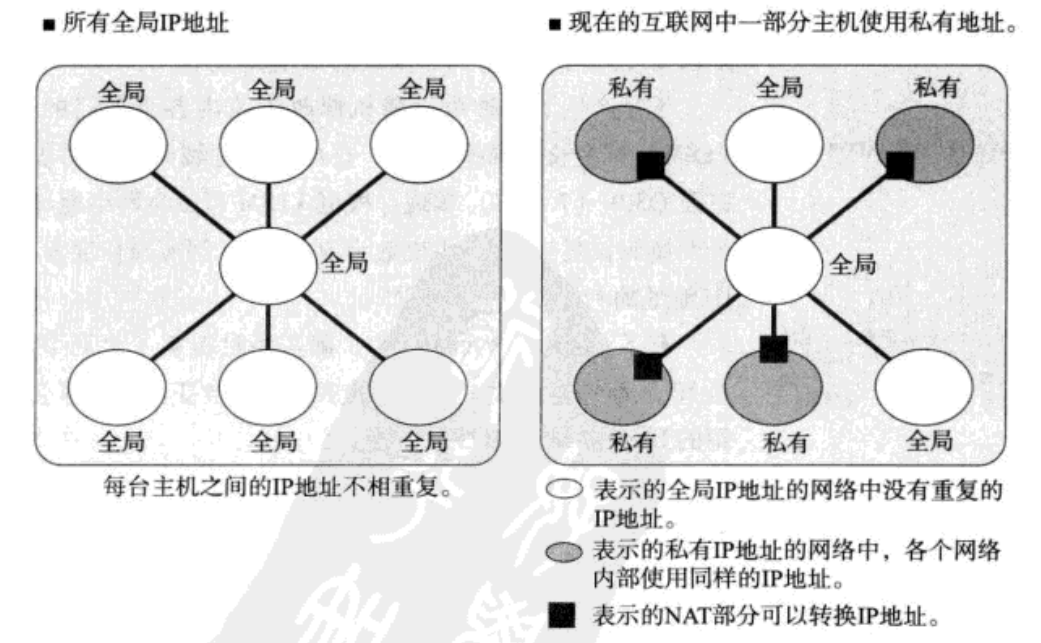 ■ 所有全局IP地址
全局 全局 全局
全局
全局 全局 全局
每台主机之间的IP地址不相重复。
■ 现在的互联网中一部分主机使用私有地址。
私有 全局 私有
全局
私有 私有 全局
表示的全局IP地址的网络中没有重复的
IP地址。
表示的私有IP地址的网络中，各个网络
内部使用同样的IP地址。
表示的NAT部分可以转换IP地址。